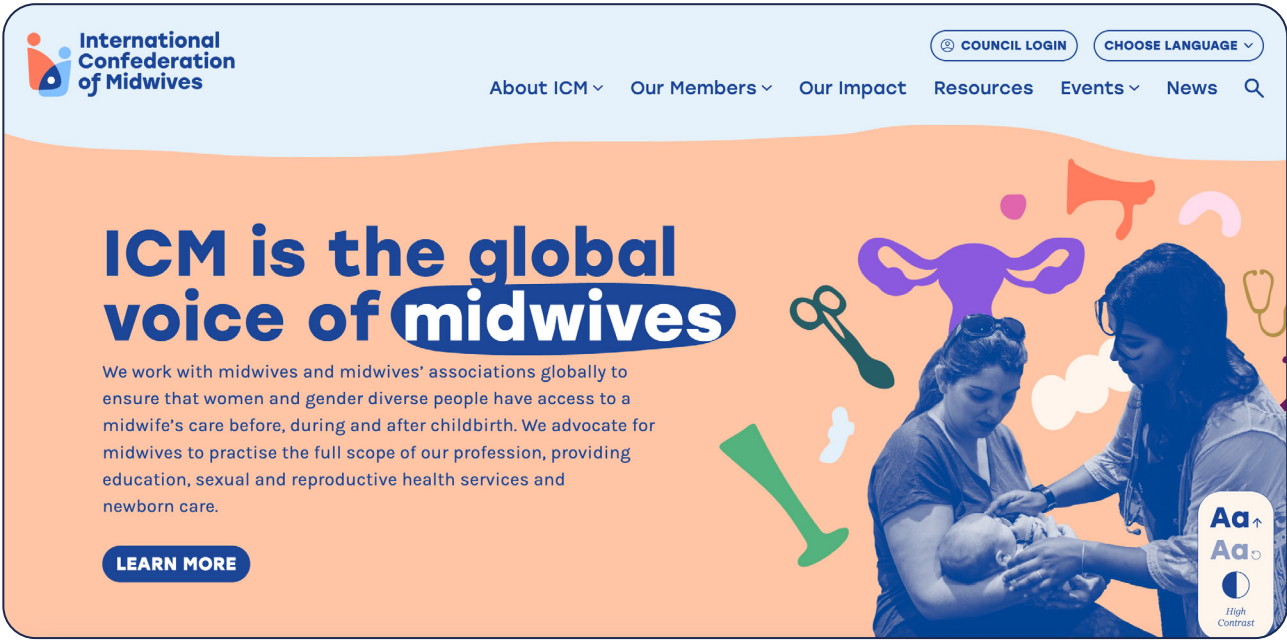 International
Confederation
of Midwives
COUNCIL LOGIN
CHOOSE LANGUAGE
About ICM
Our Members
Our Impact
Resources
Events
News
ICM is the global
voice of midwives
We work with midwives and midwives’ associations globally to
ensure that women and gender diverse people have access to a
midwife’s care before, during and after childbirth. We advocate for
midwives to practise the full scope of our profession, providing
education, sexual and reproductive health services and
newborn care.
LEARN MORE
Aa
Aa
High
Contrast